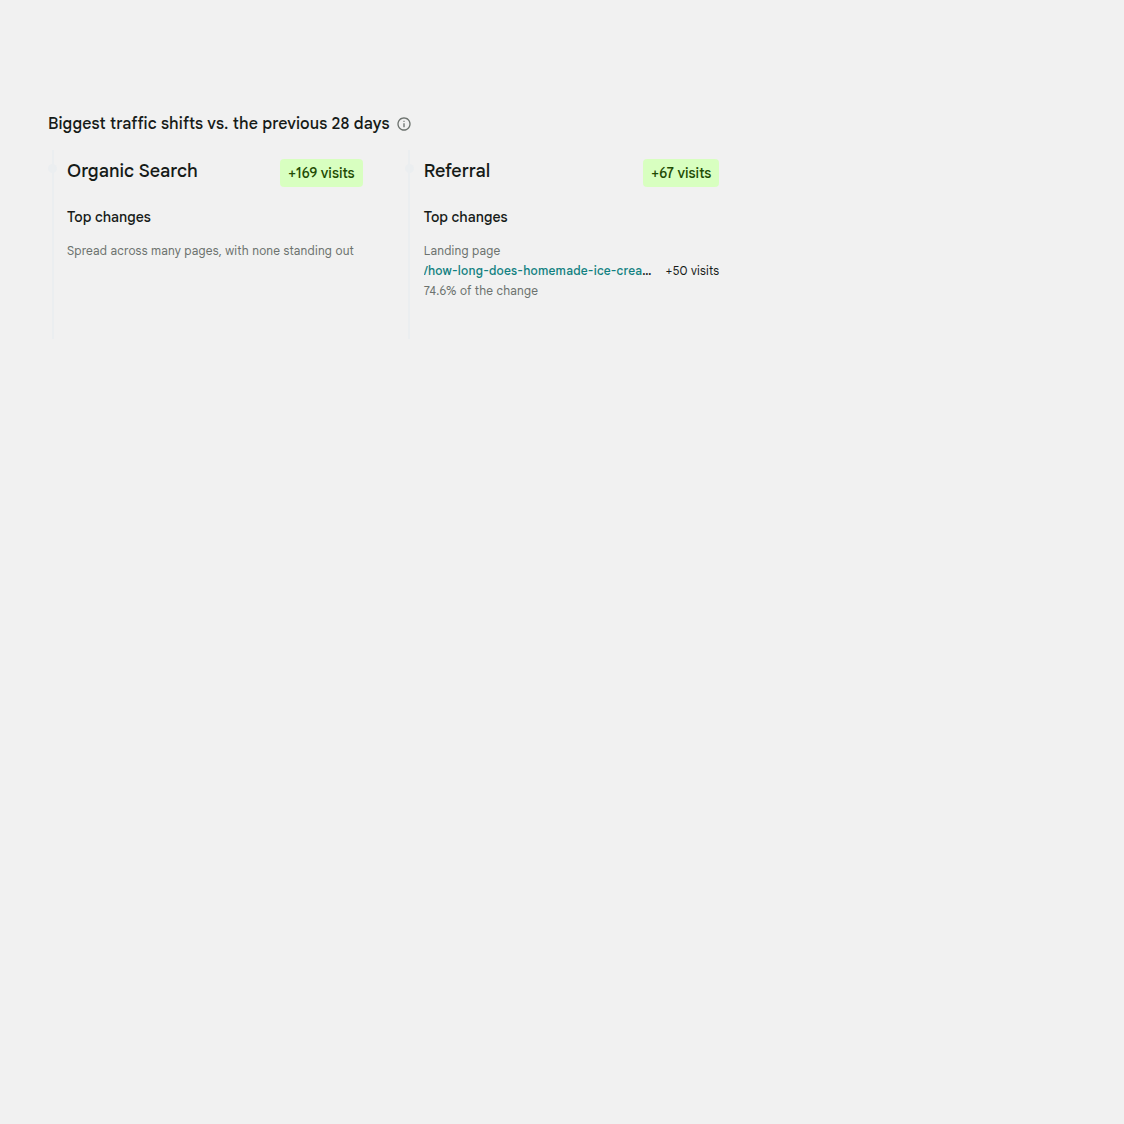 Biggest traffic shifts vs. the previous 28 days
Organic Search
+169 visits
Top changes
Spread across many pages, with none standing out
Referral
+67 visits
Top changes
Landing page
/how-long-does-homemade-ice-crea... +50 visits
74.6% of the change